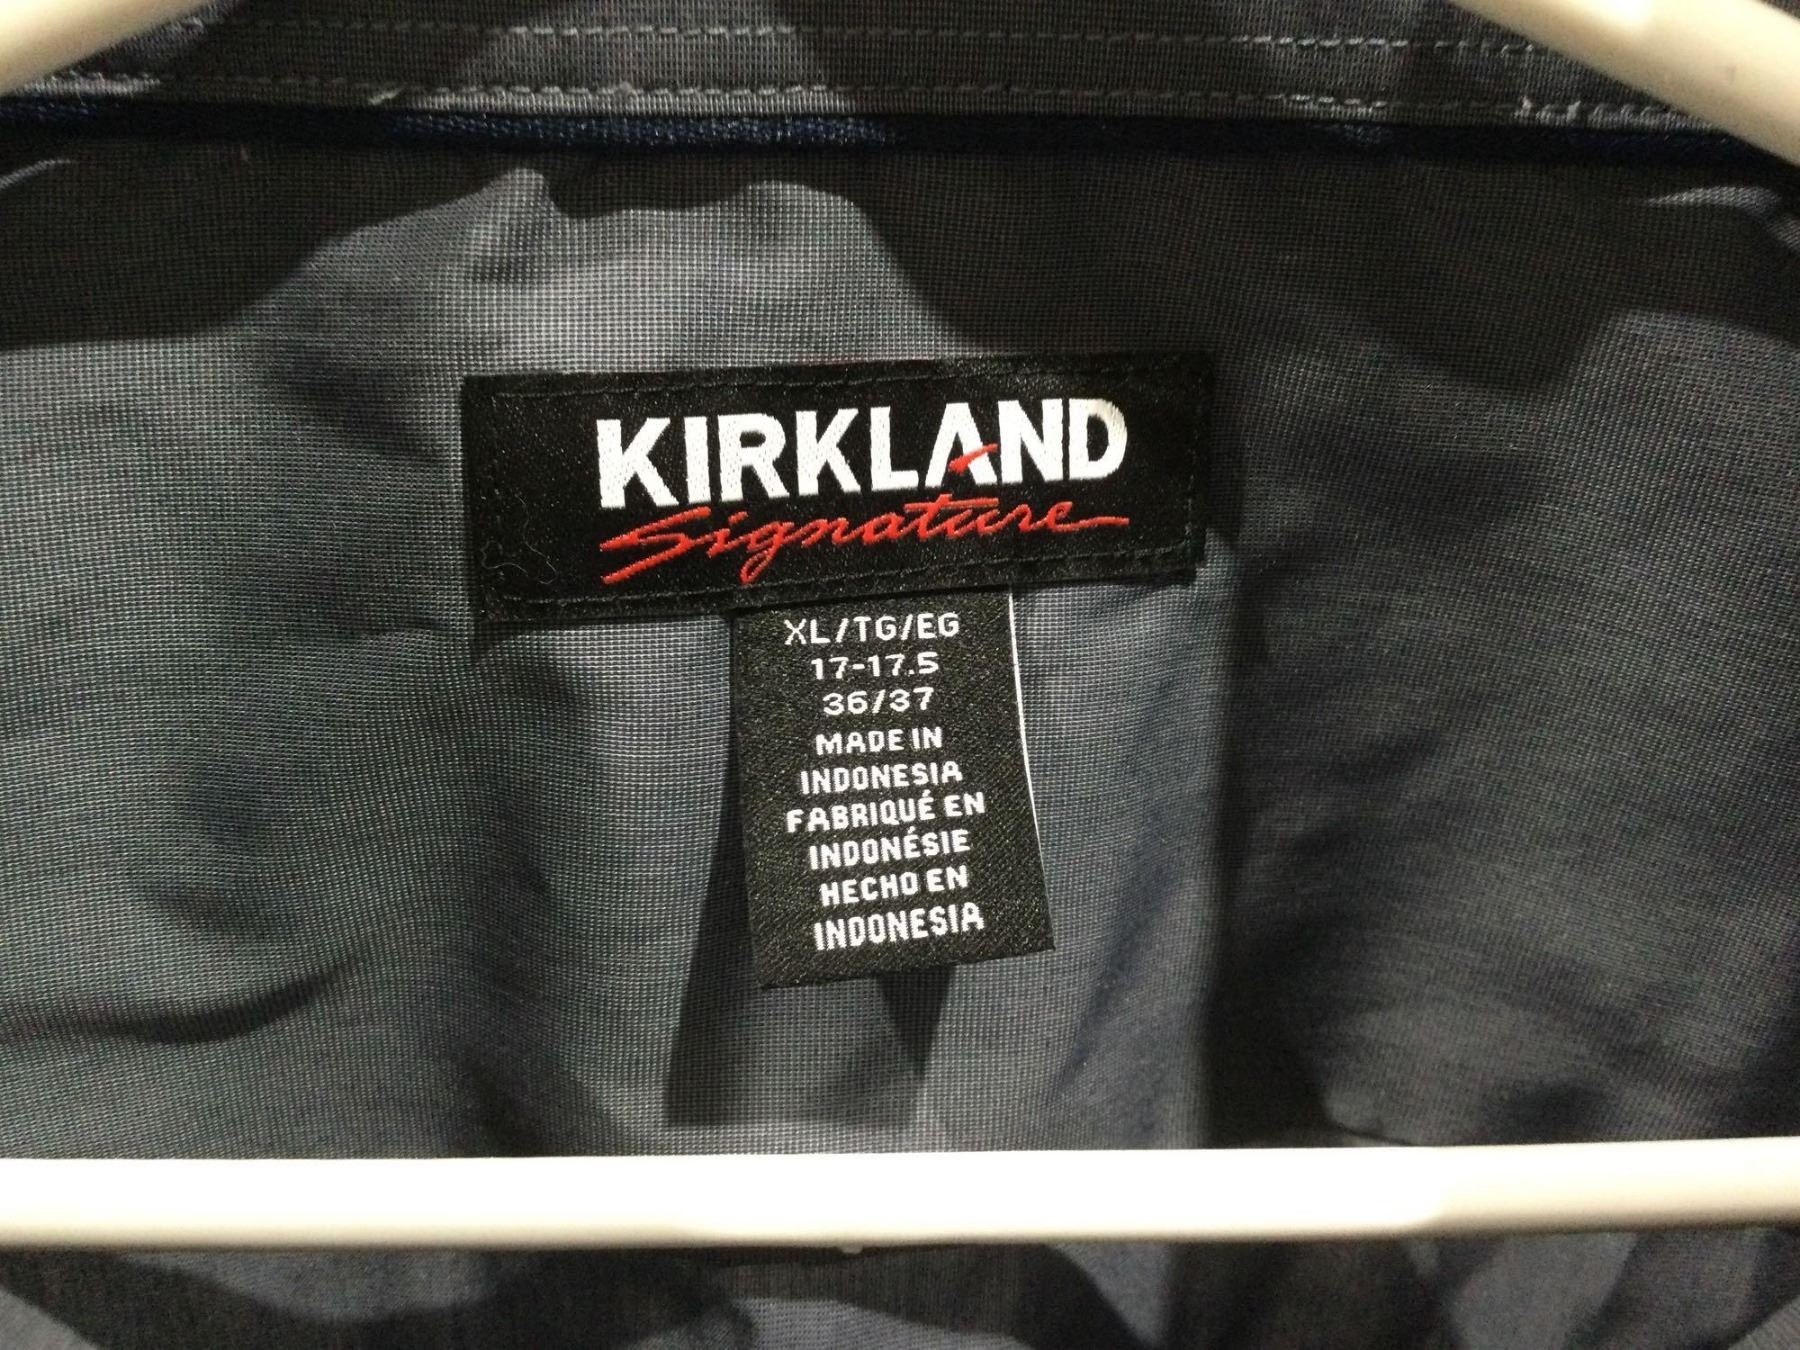 KIRKLAND
Signature
XL/TG/EG
17-17.5
36/37
MADE IN
INDONESIA
FABRIQUÉ EN
INDONÉSIE
HECHO EN
INDONESIA